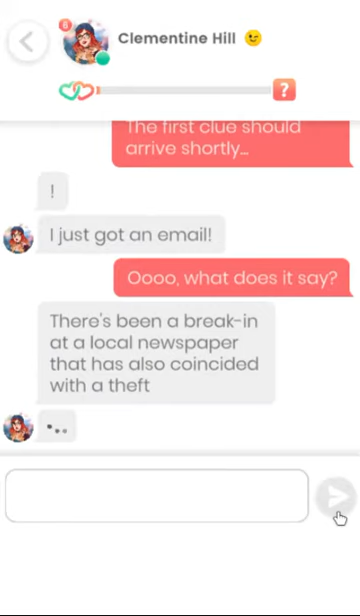 8
Clementine Hill 😉
?
The first clue should
arrive shortly...
!
I just got an email!
Oooo, what does it say?
There's been a break-in
at a local newspaper
that has also coincided
with a theft